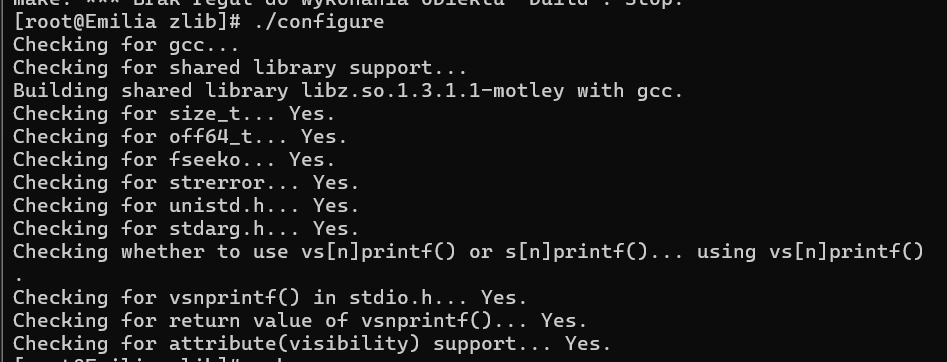 make: *** Brak reguł do wykonania obiektu 'build'. Stop.
[root@Emilia zlib]# ./configure
Checking for gcc...
Checking for shared library support...
Building shared library libz.so.1.3.1.1-motley with gcc.
Checking for size_t... Yes.
Checking for off64_t... Yes.
Checking for fseeko... Yes.
Checking for strerror... Yes.
Checking for unistd.h... Yes.
Checking for stdarg.h... Yes.
Checking whether to use vs[n]printf() or s[n]printf()... using vs[n]printf()
.
Checking for vsnprintf() in stdio.h... Yes.
Checking for return value of vsnprintf()... Yes.
Checking for attribute(visibility) support... Yes.
[root@Emilia zlib]#